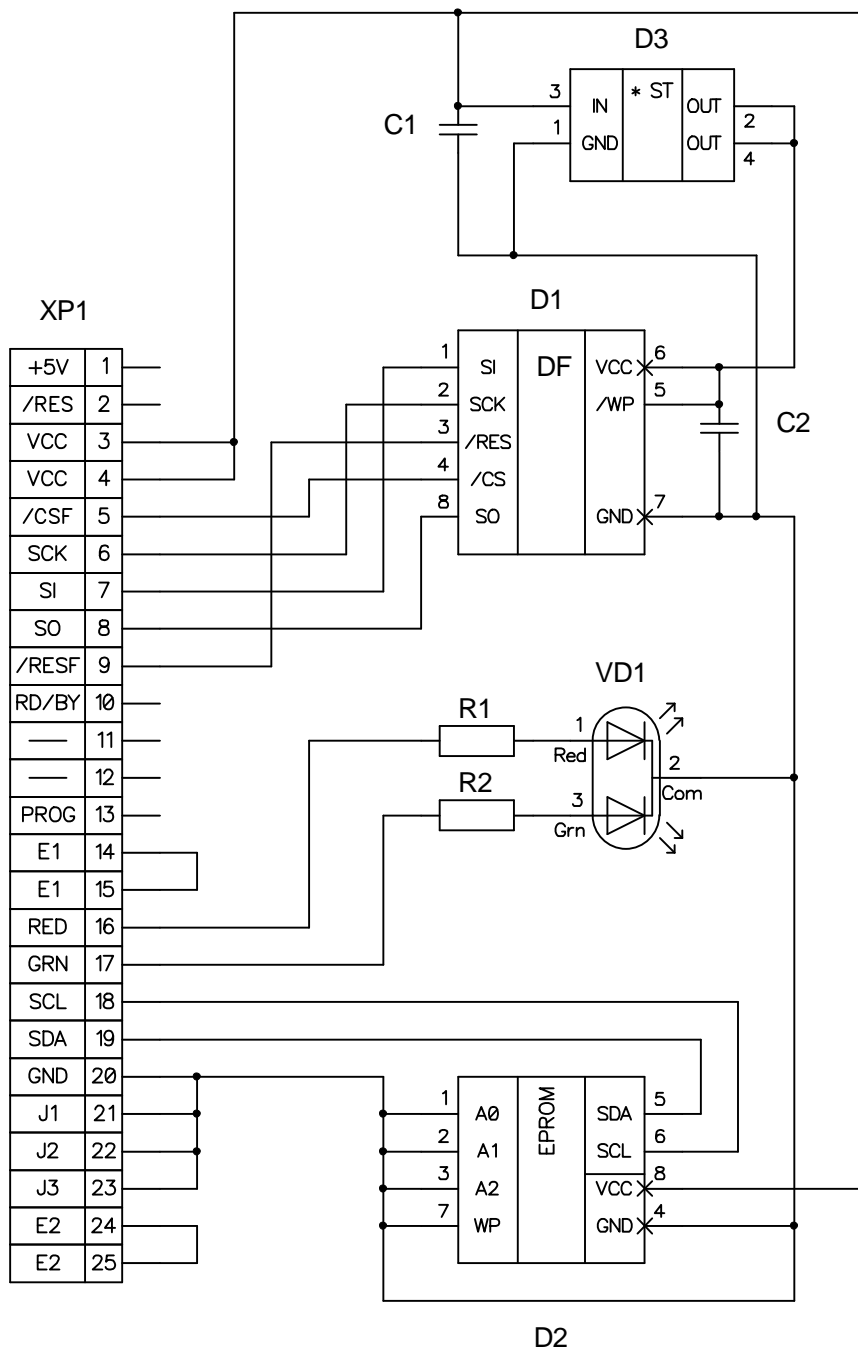 D3
3 IN * ST OUT 2
C1
1 GND OUT 4
D1
XP1
+5V 1
/RES 2
VCC 3
VCC 4
/CSF 5
SCK 6
SI 7
SO 8
/RESF 9
RD/BY 10
— 11
— 12
PROG 13
E1 14
E1 15
RED 16
GRN 17
SCL 18
SDA 19
GND 20
J1 21
J2 22
J3 23
E2 24
E2 25
1 SI DF VCC 6
2 SCK /WP 5
3 /RES
C2
4 /CS
8 SO GND 7
VD1
R1
1
Red
2
Com
R2
3
Grn
EPROM
1 A0 SDA 5
2 A1 SCL 6
3 A2 VCC 8
7 WP GND 4
D2